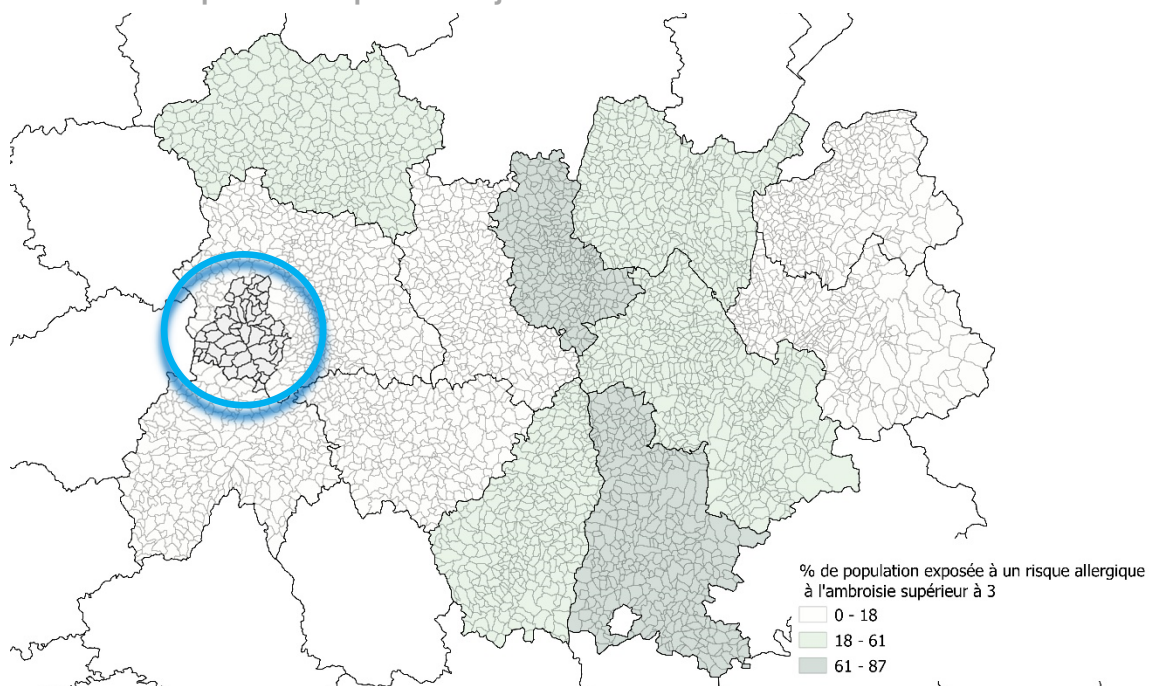 % de population exposée à un risque allergique
à l'ambroisie supérieur à 3
0 - 18
18 - 61
61 - 87